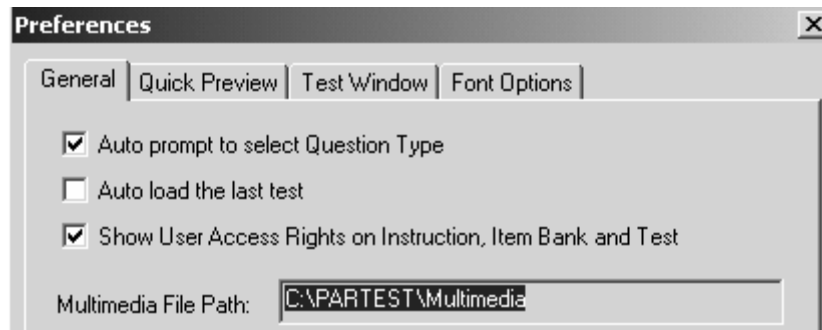 Preferences
General Quick Preview Test Window Font Options
Auto prompt to select Question Type
Auto load the last test
Show User Access Rights on Instruction, Item Bank and Test
Multimedia File Path: C:\PARTEST\Multimedia